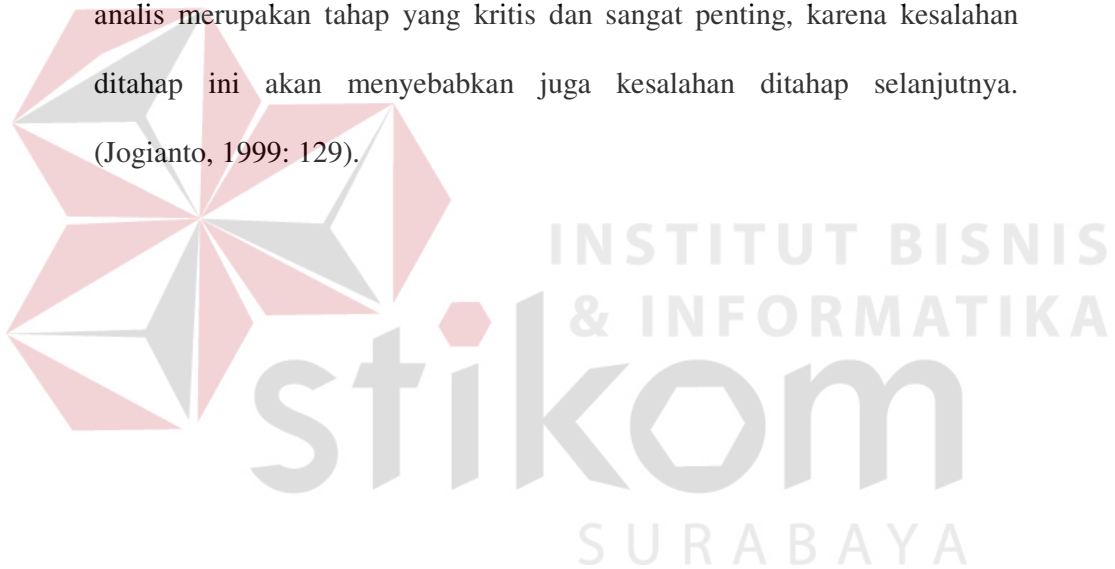 analis merupakan tahap yang kritis dan sangat penting, karena kesalahan
ditahap ini akan menyebabkan juga kesalahan ditahap selanjutnya.
(Jogianto, 1999: 129).
INSTITUT BISNIS
& INFORMATIKA
stikom
SURABAYA